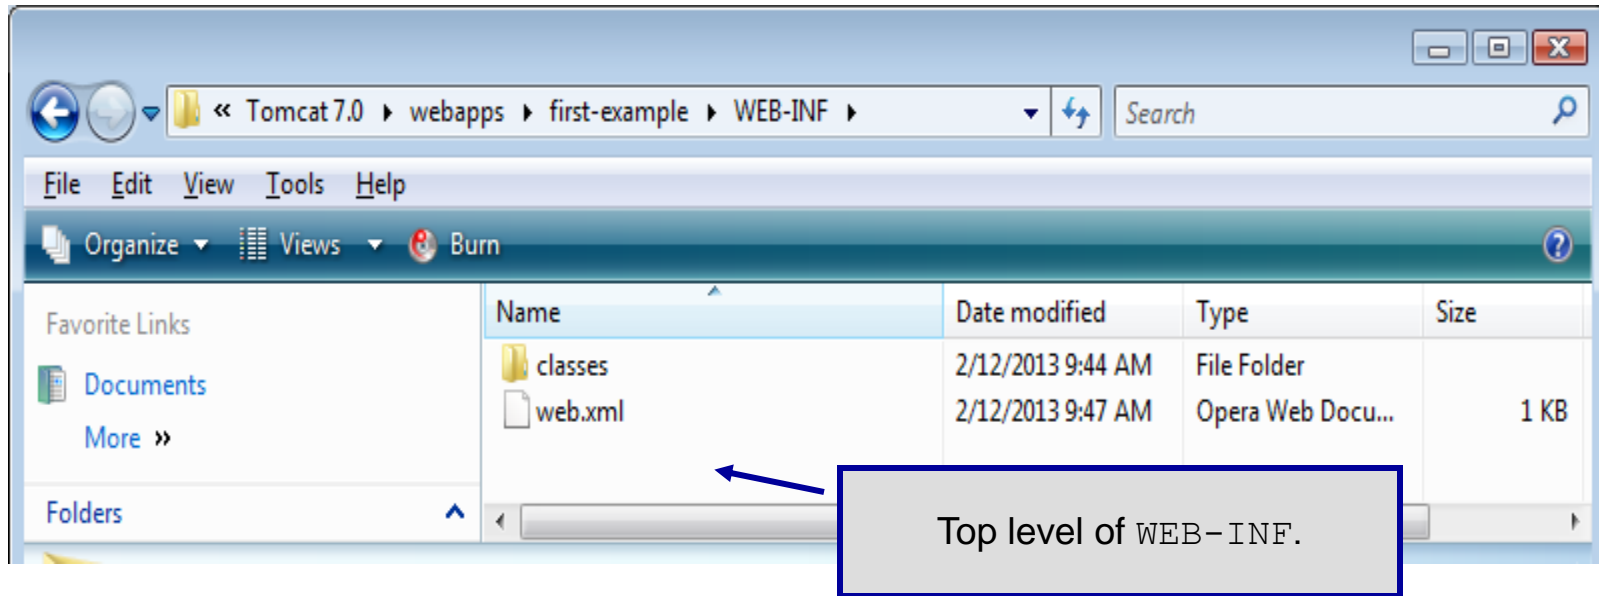 « Tomcat 7.0 ▸ webapps ▸ first-example ▸ WEB-INF ▸ Search
File Edit View Tools Help
Organize Views Burn
Favorite Links
Documents
More »
Folders
Name Date modified Type Size
classes 2/12/2013 9:44 AM File Folder
web.xml 2/12/2013 9:47 AM Opera Web Docu... 1 KB
Top level of WEB-INF.